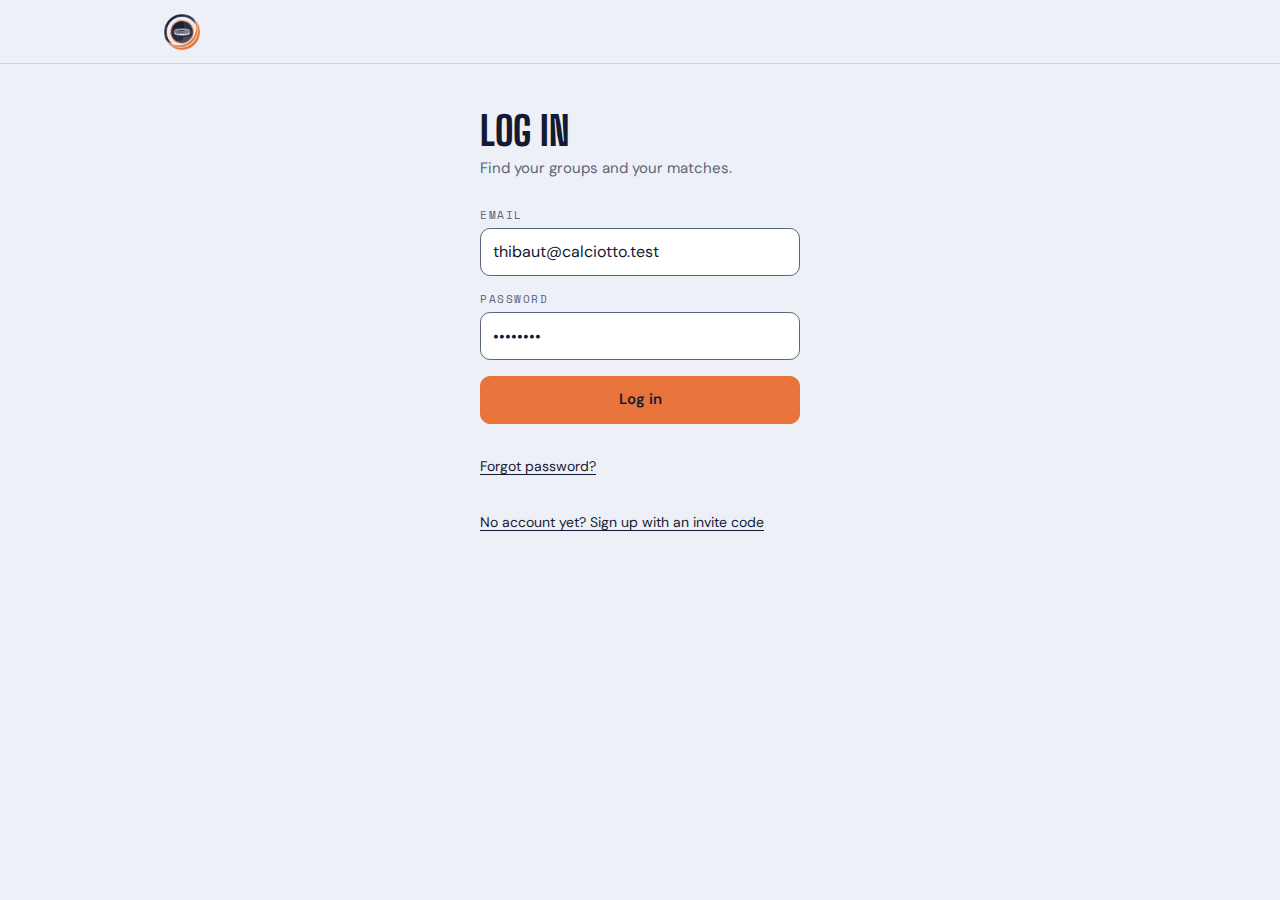 LOG IN
Find your groups and your matches.
EMAIL
thibaut@calciotto.test
PASSWORD
••••••••
Log in
Forgot password?
No account yet? Sign up with an invite code